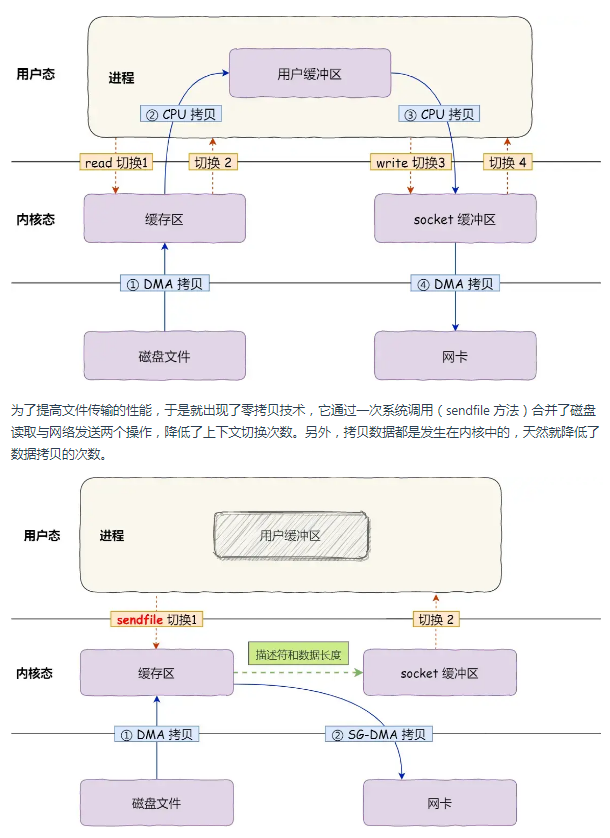 用户缓冲区
用户态
进程
② CPU 拷贝
③ CPU 拷贝
read 切换1
切换 2
write 切换3
切换 4
内核态
缓存区
socket 缓冲区
① DMA 拷贝
④ DMA 拷贝
磁盘文件
网卡
为了提高文件传输的性能，于是就出现了零拷贝技术，它通过一次系统调用（sendfile 方法）合并了磁盘
读取与网络发送两个操作，降低了上下文切换次数。另外，拷贝数据都是发生在内核中的，天然就降低了
数据拷贝的次数。
用户态
进程
用户缓冲区
sendfile 切换1
切换 2
描述符和数据长度
内核态
缓存区
socket 缓冲区
① DMA 拷贝
② SG-DMA 拷贝
磁盘文件
网卡